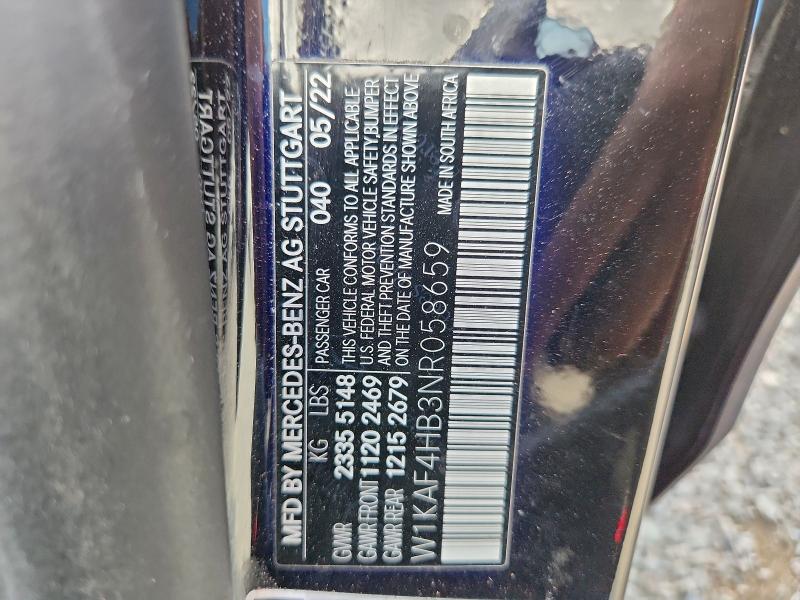 MFD BY MERCEDES-BENZ AG STUTTGART
KG LBS PASSENGER CAR 040 05/22
GVWR 2335 5148
GAWR FRONT 1120 2469
GAWR REAR 1215 2679
THIS VEHICLE CONFORMS TO ALL APPLICABLE
U.S. FEDERAL MOTOR VEHICLE SAFETY, BUMPER
AND THEFT PREVENTION STANDARDS IN EFFECT
ON THE DATE OF MANUFACTURE SHOWN ABOVE
W1KAF4HB3NR058659 MADE IN SOUTH AFRICA